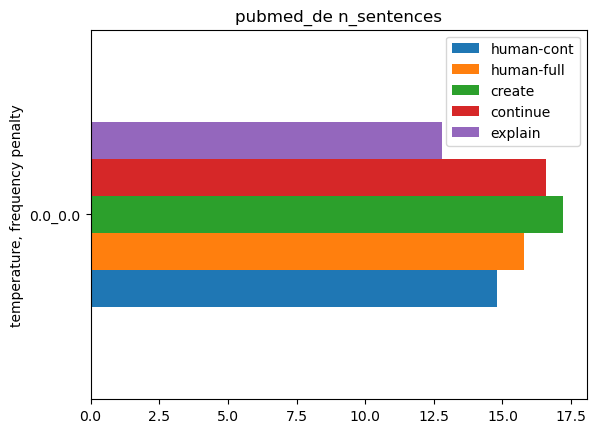 pubmed_de n_sentences
human-cont
human-full
create
continue
explain
temperature, frequency penalty
0.0_0.0
0.0 2.5 5.0 7.5 10.0 12.5 15.0 17.5